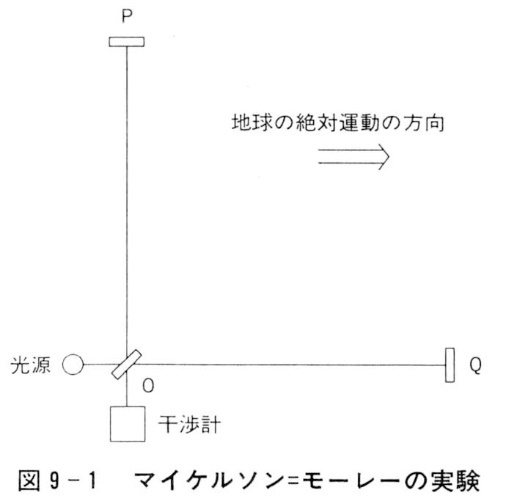 P
地球の絶対運動の方向
光源
O
Q
干渉計
図9-1 マイケルソン=モーレーの実験